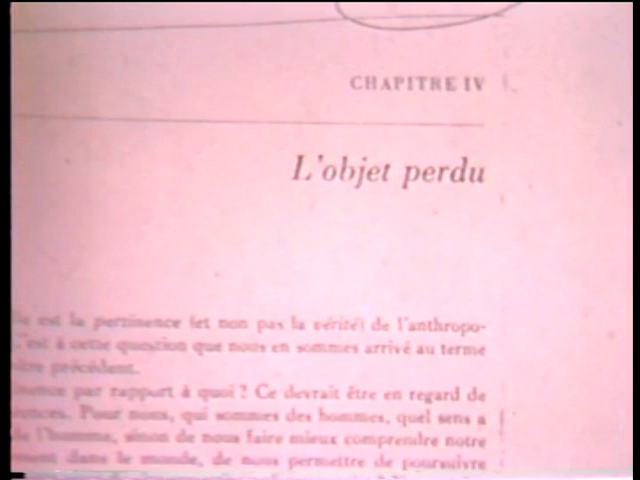 CHAPITRE IV
L'objet perdu
est la pertinence (et non pas la vérité) de l'anthropo-
'est à cette question que nous en sommes arrivé au terme
précédent.
par rapport à quoi ? Ce devrait être en regard de
Pour nous, qui sommes des hommes, quel sens a
de l'homme, sinon de nous faire mieux comprendre notre
dans le monde, de nous permettre de poursuivre